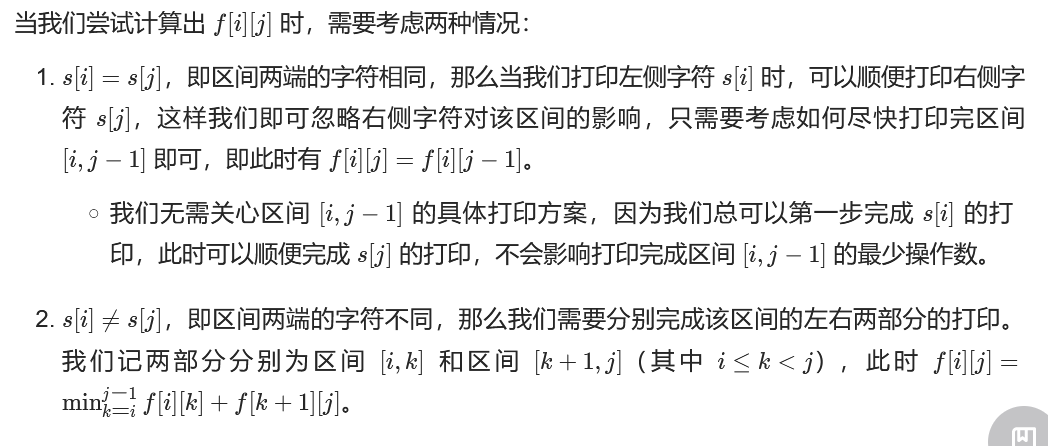 当我们尝试计算出 f[i][j] 时，需要考虑两种情况：
1. s[i] = s[j]，即区间两端的字符相同，那么当我们打印左侧字符 s[i] 时，可以顺便打印右侧字
符 s[j]，这样我们即可忽略右侧字符对该区间的影响，只需要考虑如何尽快打印完区间
[i, j − 1] 即可，即此时有 f[i][j] = f[i][j − 1]。
○ 我们无需关心区间 [i, j − 1] 的具体打印方案，因为我们总可以第一步完成 s[i] 的打
印，此时可以顺便完成 s[j] 的打印，不会影响打印完成区间 [i, j − 1] 的最少操作数。
2. s[i] ≠ s[j]，即区间两端的字符不同，那么我们需要分别完成该区间的左右两部分的打印。
我们记两部分分别为区间 [i, k] 和区间 [k + 1, j]（其中 i ≤ k < j），此时 f[i][j] =
min_{k=i}^{j−1} f[i][k] + f[k + 1][j]。